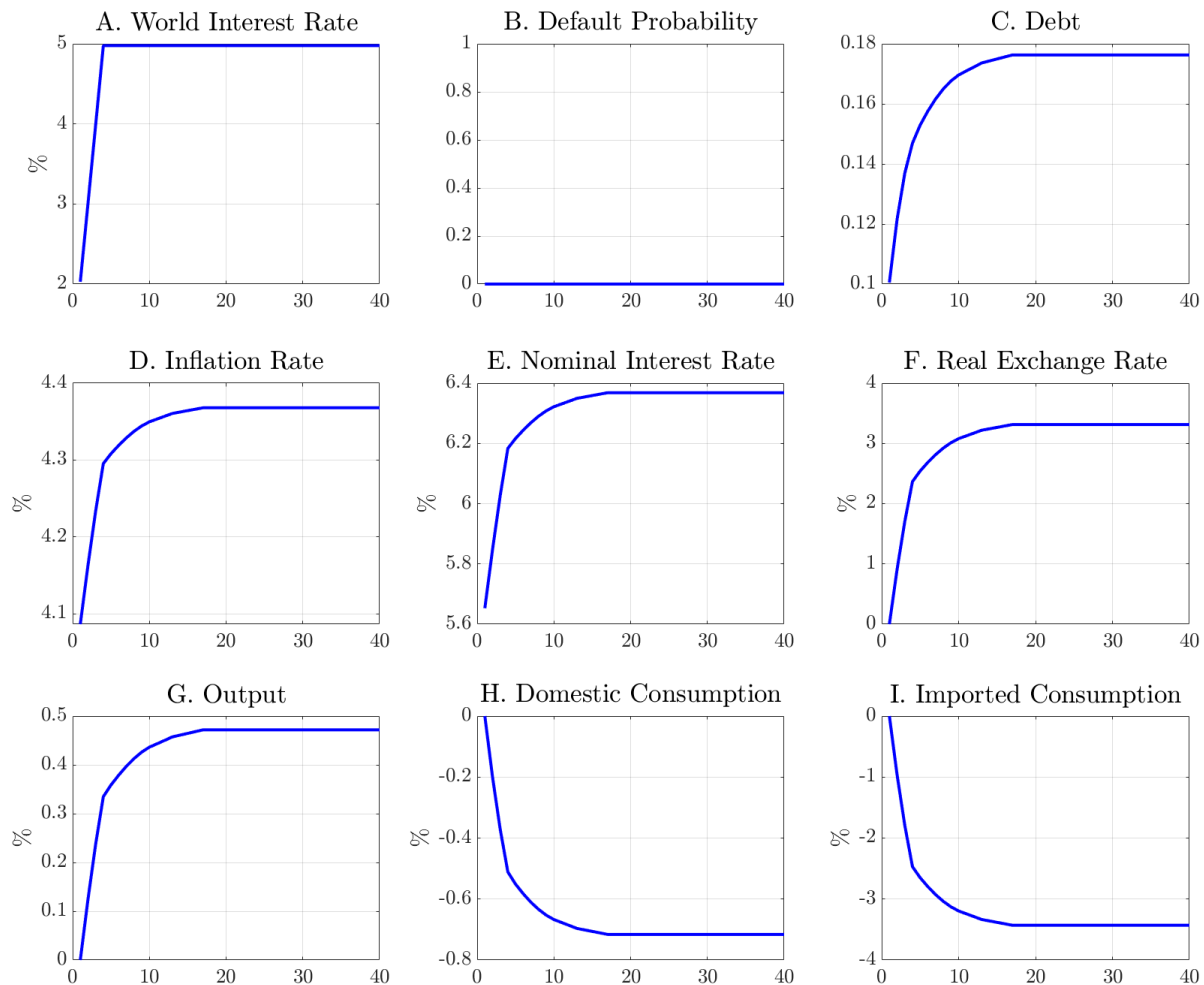 A. World Interest Rate
5
4
3
2
%
0 10 20 30 40
B. Default Probability
1
0.8
0.6
0.4
0.2
0
0 10 20 30 40
C. Debt
0.18
0.16
0.14
0.12
0.1
0 10 20 30 40
D. Inflation Rate
4.4
4.3
4.2
4.1
%
0 10 20 30 40
E. Nominal Interest Rate
6.4
6.2
6
5.8
5.6
%
0 10 20 30 40
F. Real Exchange Rate
4
3
2
1
0
%
0 10 20 30 40
G. Output
0.5
0.4
0.3
0.2
0.1
0
%
0 10 20 30 40
H. Domestic Consumption
0
-0.2
-0.4
-0.6
-0.8
%
0 10 20 30 40
I. Imported Consumption
0
-1
-2
-3
-4
%
0 10 20 30 40